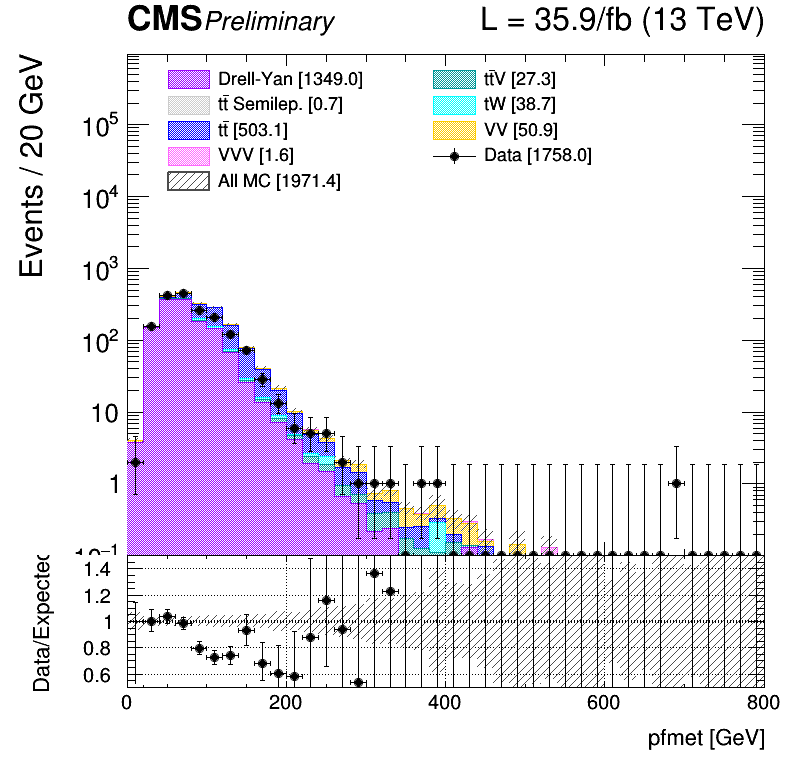 CMS Preliminary L = 35.9/fb (13 TeV)
Events / 20 GeV
Drell-Yan [1349.0]
tt̄ Semilep. [0.7]
tt̄ [503.1]
VVV [1.6]
All MC [1971.4]
tt̄V [27.3]
tW [38.7]
VV [50.9]
Data [1758.0]
10⁵
10⁴
10³
10²
10
1
10⁻¹
Data/Expected
1.4
1.2
1
0.8
0.6
0 200 400 600 800
pfmet [GeV]